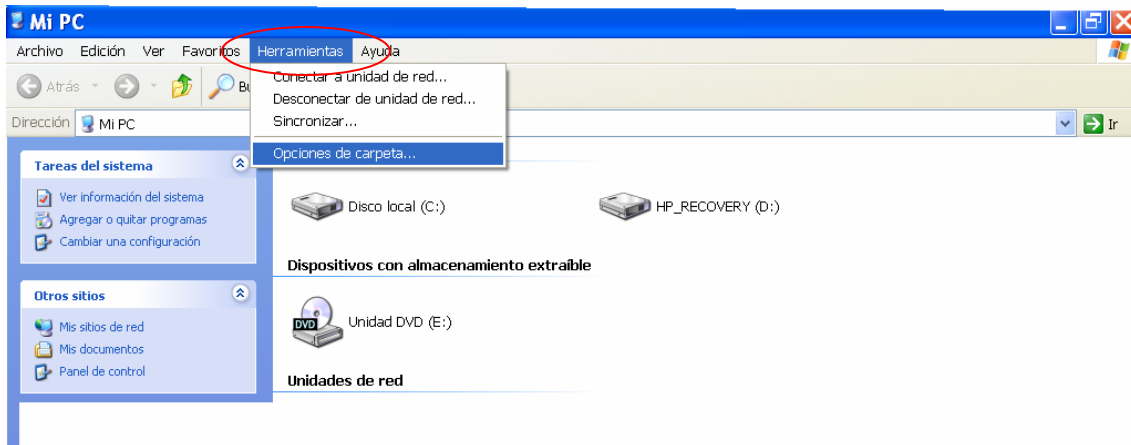 Mi PC
Archivo Edición Ver Favoritos Herramientas Ayuda
Conectar a unidad de red...
Atrás
Desconectar de unidad de red...
Sincronizar...
Dirección Mi PC Ir
Opciones de carpeta...
Tareas del sistema
Ver información del sistema
Agregar o quitar programas
Cambiar una configuración
Disco local (C:) HP_RECOVERY (D:)
Dispositivos con almacenamiento extraíble
Otros sitios
Mis sitios de red
Mis documentos
Panel de control
DVD Unidad DVD (E:)
Unidades de red